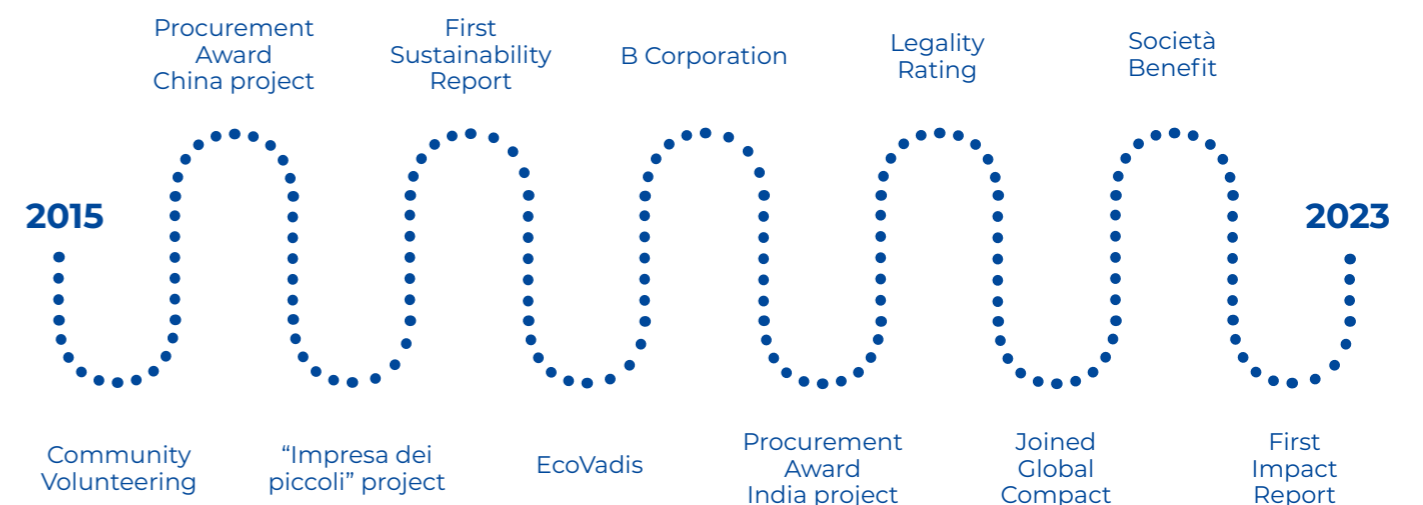 Procurement
Award
China project
First
Sustainability
Report
B Corporation
Legality
Rating
Società
Benefit
2015
2023
Community
Volunteering
“Impresa dei
piccoli” project
EcoVadis
Procurement
Award
India project
Joined
Global
Compact
First
Impact
Report